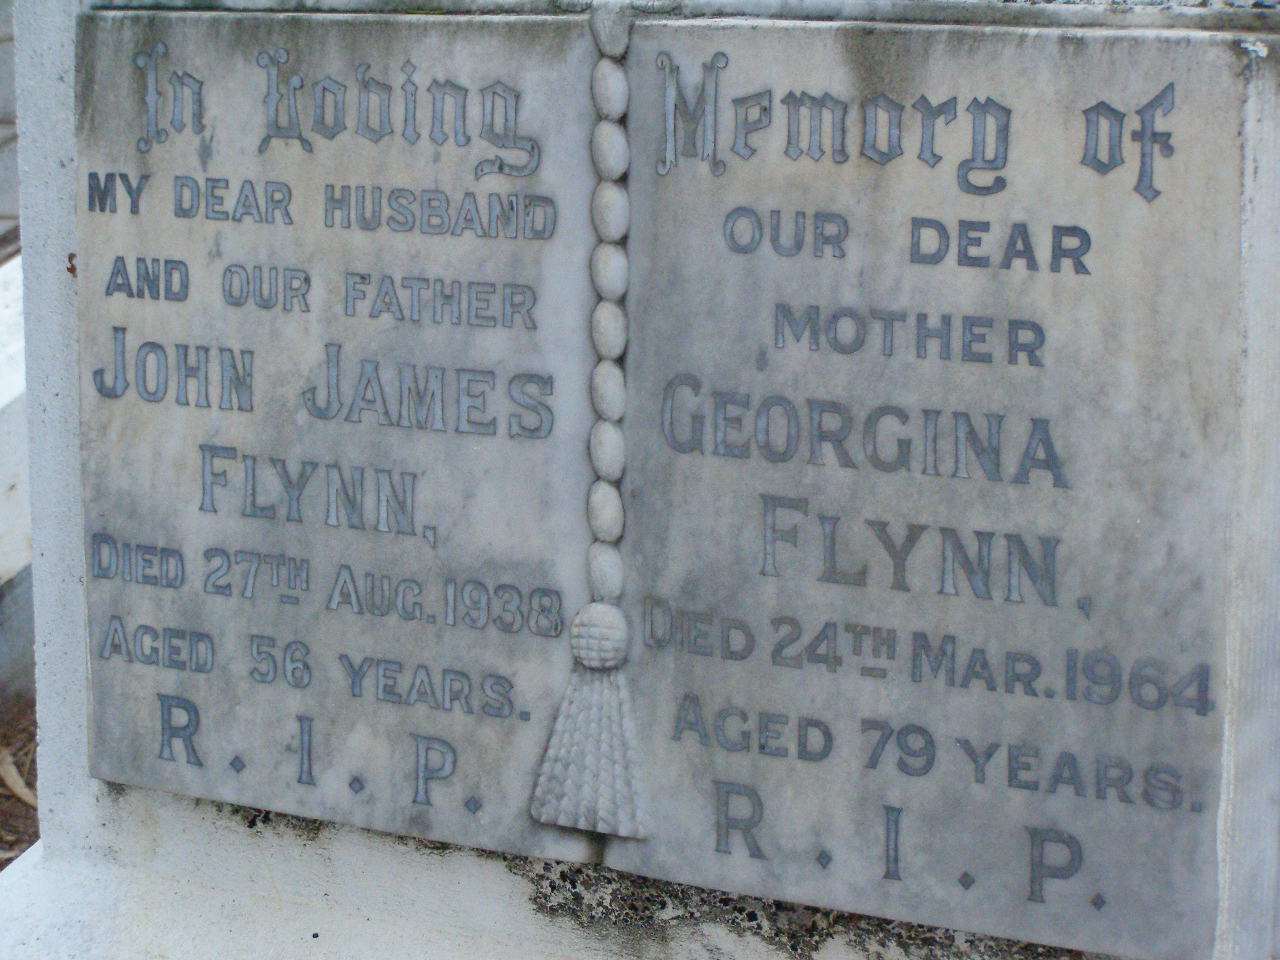 In Loving Memory of
MY DEAR HUSBAND
AND OUR FATHER
JOHN JAMES
FLYNN,
DIED 27TH AUG. 1938
AGED 56 YEARS.
R. I. P.
OUR DEAR
MOTHER
GEORGINA
FLYNN,
DIED 24TH MAR. 1964
AGED 79 YEARS.
R. I. P.